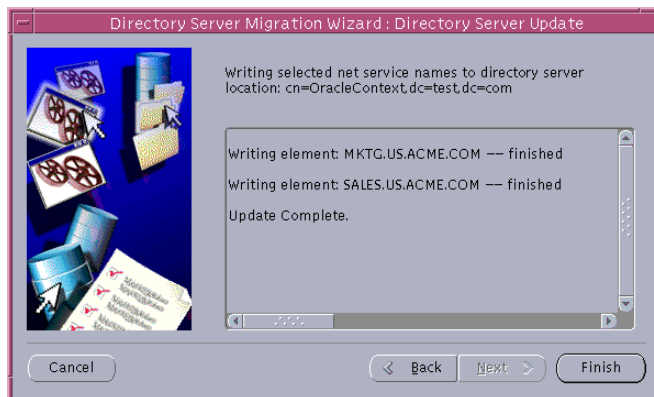 Directory Server Migration Wizard : Directory Server Update
Writing selected net service names to directory server
location: cn=OracleContext,dc=test,dc=com
Writing element: MKTG.US.ACME.COM -- finished
Writing element: SALES.US.ACME.COM -- finished
Update Complete.
Cancel
Back
Next
Finish